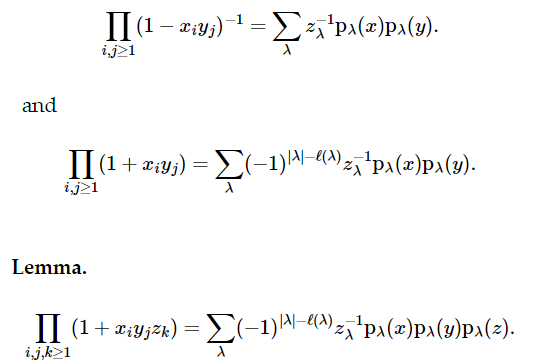 ∏_{i,j≥1} (1 − x_i y_j)^{−1} = ∑_λ z_λ^{−1} p_λ(x) p_λ(y).
and
∏_{i,j≥1} (1 + x_i y_j) = ∑_λ (−1)^{|λ|−ℓ(λ)} z_λ^{−1} p_λ(x) p_λ(y).
Lemma.
∏_{i,j,k≥1} (1 + x_i y_j z_k) = ∑_λ (−1)^{|λ|−ℓ(λ)} z_λ^{−1} p_λ(x) p_λ(y) p_λ(z).